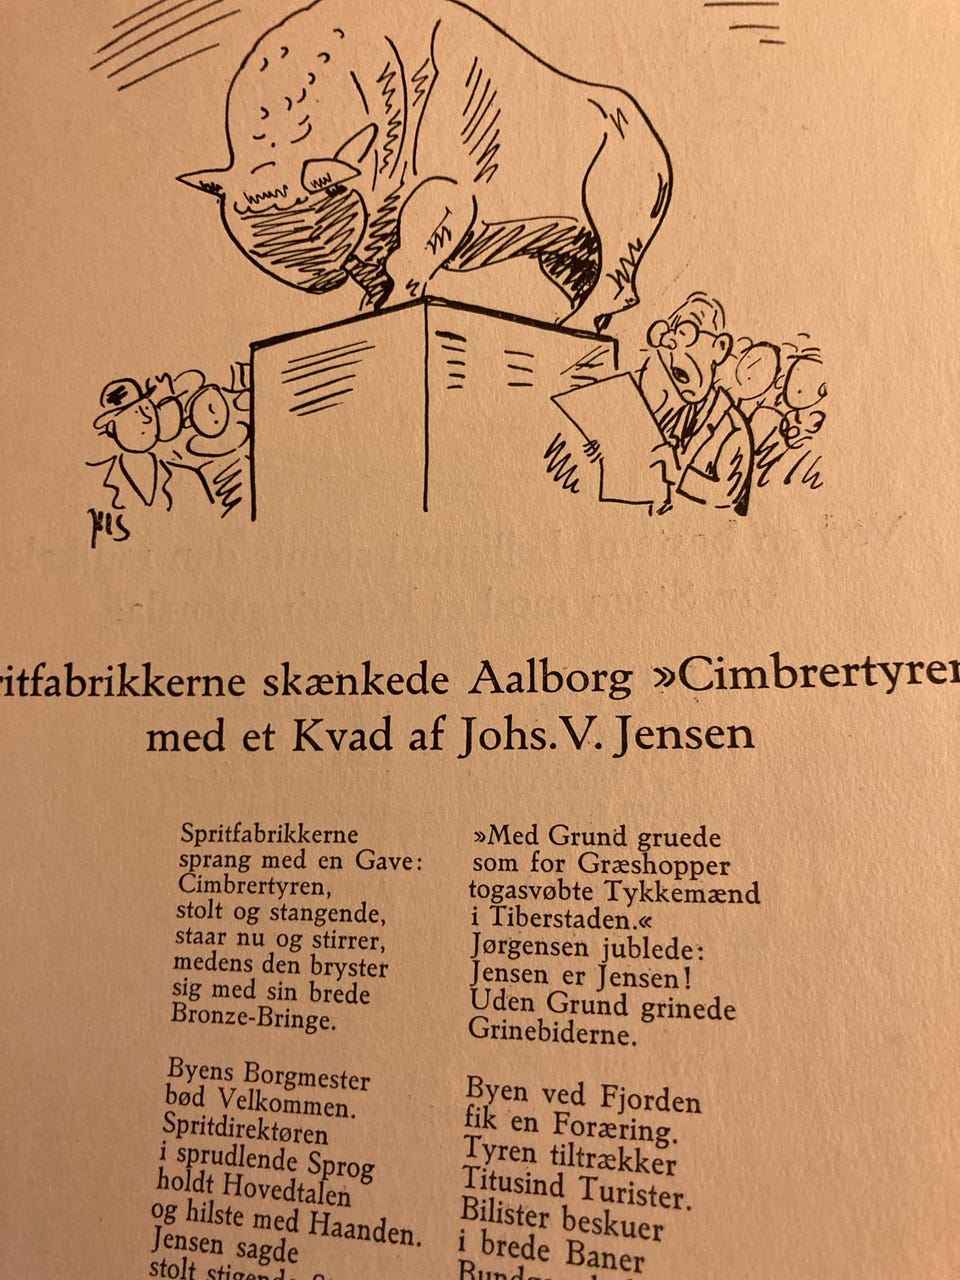 ritfabrikkerne skænkede Aalborg »Cimbrertyren
med et Kvad af Johs. V. Jensen
Spritfabrikkerne
sprang med en Gave:
Cimbrertyren,
stolt og stangende,
staar nu og stirrer,
medens den bryster
sig med sin brede
Bronze-Bringe.
Byens Borgmester
bød Velkommen.
Spritdirektøren
i sprudlende Sprog
holdt Hovedtalen
og hilste med Haanden.
Jensen sagde
stolt
»Med Grund gruede
som for Græshopper
togasvøbte Tykkemænd
i Tiberstaden.«
Jørgensen jublede:
Jensen er Jensen!
Uden Grund grinede
Grinebiderne.
Byen ved Fjorden
fik en Foræring.
Tyren tiltrækker
Titusind Turister.
Bilister beskuer
i brede Baner